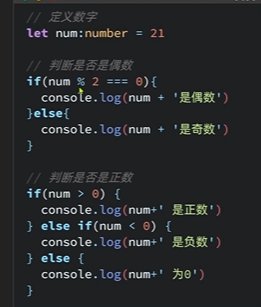 // 定义数字
let num:number = 21
// 判断是否是偶数
if(num % 2 === 0){
  console.log(num + '是偶数')
}else{
  console.log(num + '是奇数')
}
// 判断是否是正数
if(num > 0) {
  console.log(num+' 是正数')
} else if(num < 0) {
  console.log(num+' 是负数')
} else {
  console.log(num+' 为0')
}